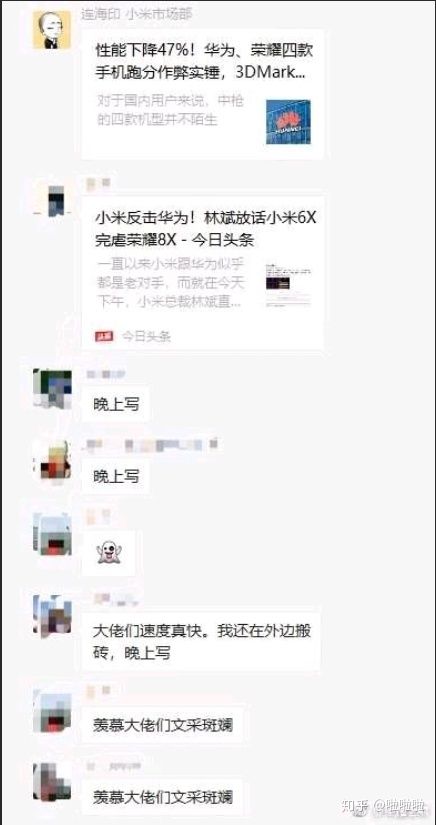 连海印 小米市场部
性能下降47%！华为、荣耀四款
手机跑分作弊实锤，3DMark...
对于国内用户来说，中枪
的四款机型并不陌生
HUAWEI
小米反击华为！林斌放话小米6X
完虐荣耀8X - 今日头条
一直以来小米跟华为似乎
都是老对手，而就在今天
下午，小米总裁林斌直...
头条 今日头条
晚上写
晚上写
大佬们速度真快。我还在外边搬
砖，晚上写
羡慕大佬们文采斑斓
羡慕大佬们文采斑斓
知乎 @啦啦啦